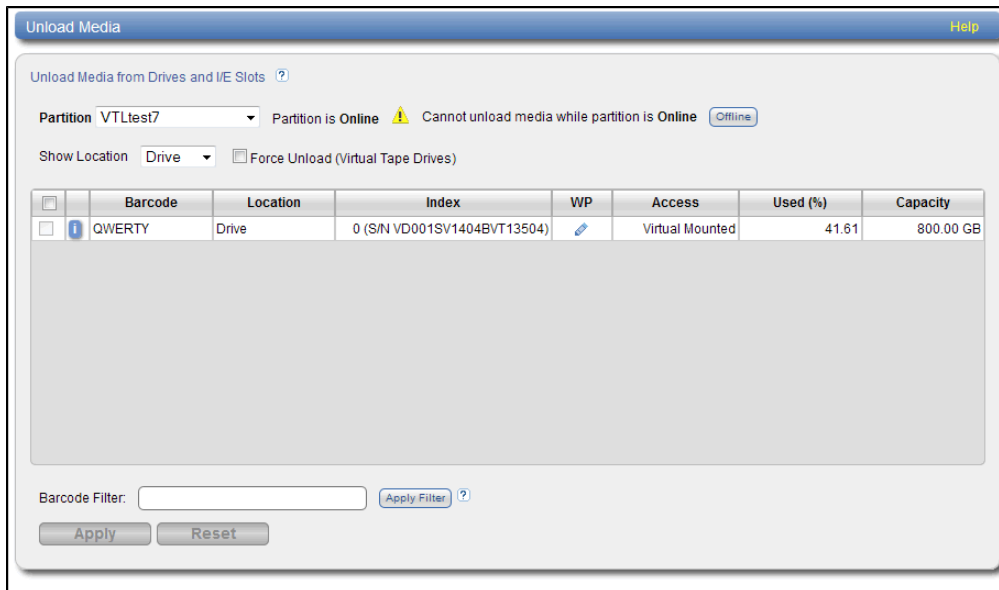 Unload Media Help
Unload Media from Drives and I/E Slots ?
Partition VTLtest7 Partition is Online Cannot unload media while partition is Online Offline
Show Location Drive Force Unload (Virtual Tape Drives)
Barcode Location Index WP Access Used (%) Capacity
i QWERTY Drive 0 (S/N VD001SV1404BVT13504) Virtual Mounted 41.61 800.00 GB
Barcode Filter: Apply Filter ?
Apply Reset